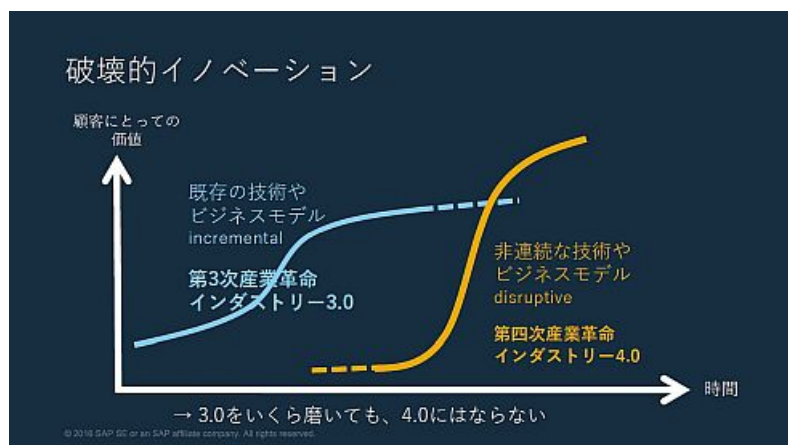 破壊的イノベーション
顧客にとっての
価値
既存の技術や
ビジネスモデル
incremental
第3次産業革命
インダストリー3.0
非連続な技術や
ビジネスモデル
disruptive
第四次産業革命
インダストリー4.0
時間
→ 3.0をいくら磨いても、4.0にはならない
© 2016 SAP SE or an SAP affiliate company. All rights reserved.